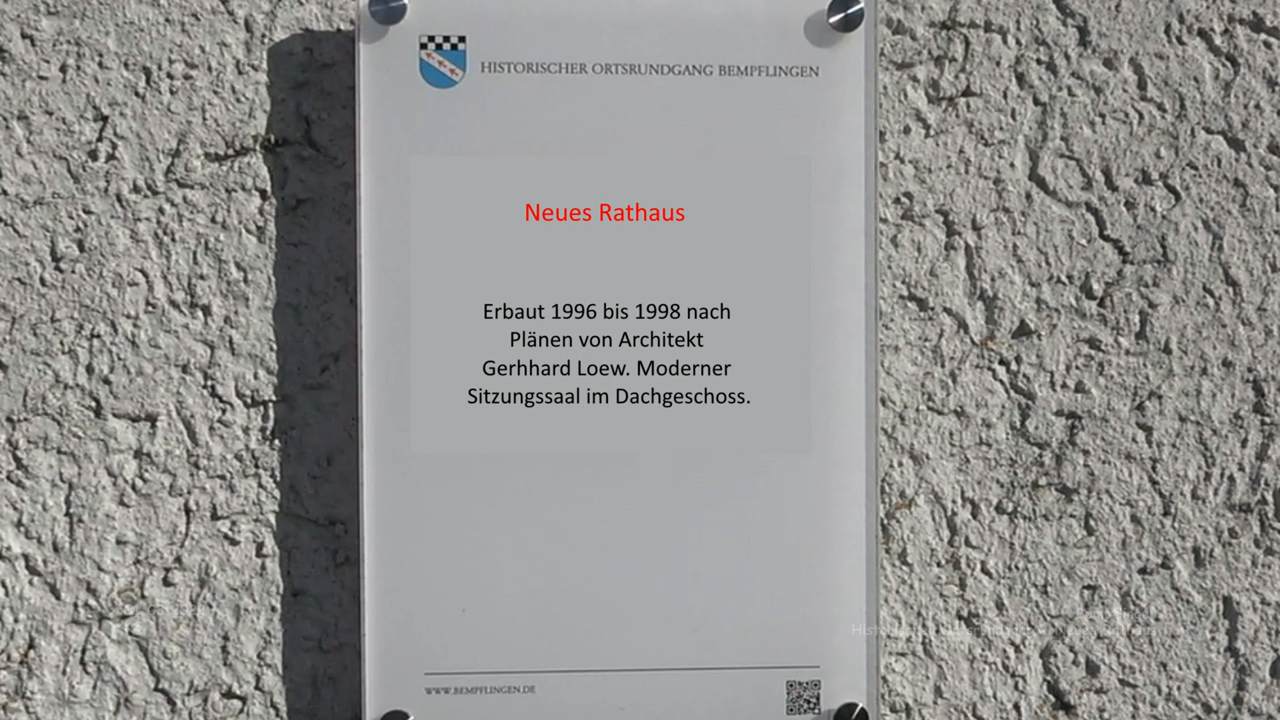 HISTORISCHER ORTSRUNDGANG BEMPFLINGEN
Neues Rathaus
Erbaut 1996 bis 1998 nach
Plänen von Architekt
Gerhhard Loew. Moderner
Sitzungssaal im Dachgeschoss.
WWW.BEMPFLINGEN.DE